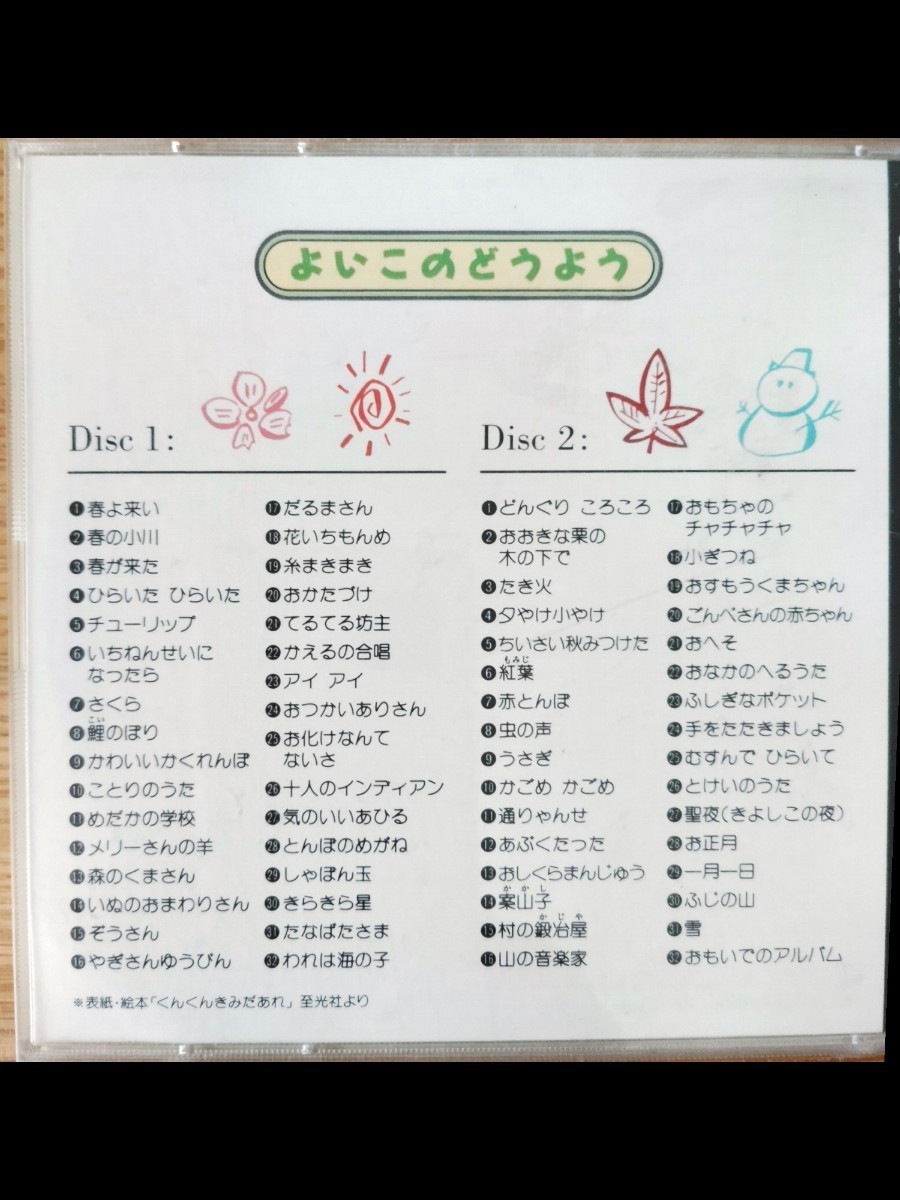 よいこのどうよう
Disc 1:
❶春よ来い
❷春の小川
❸春が来た
❹ひらいた ひらいた
❺チューリップ
❻いちねんせいに
なったら
❼さくら
こい
❽鯉のぼり
❾かわいいかくれんぼ
❿ことりのうた
⓫めだかの学校
⓬メリーさんの羊
⓭森のくまさん
⓮いぬのおまわりさん
⓯ぞうさん
⓰やぎさんゆうびん
⓱だるまさん
⓲花いちもんめ
⓳糸まきまき
⓴おかたづけ
㉑てるてる坊主
㉒かえるの合唱
㉓アイ アイ
㉔おつかいありさん
㉕お化けなんて
ないさ
㉖十人のインディアン
㉗気のいいあひる
㉘とんぼのめがね
㉙しゃぼん玉
㉚きらきら星
㉛たなばたさま
㉜われは海の子
Disc 2:
❶どんぐり ころころ
❷おおきな栗の
木の下で
❸たき火
❹夕やけ小やけ
❺ちいさい秋みつけた
もみじ
❻紅葉
❼赤とんぼ
❽虫の声
❾うさぎ
❿かごめ かごめ
⓫通りゃんせ
⓬あぶくたった
⓭おしくらまんじゅう
かかし
⓮案山子
かじや
⓯村の鍛冶屋
⓰山の音楽家
⓱おもちゃの
チャチャチャ
⓲小ぎつね
⓳おすもうくまちゃん
⓴ごんべさんの赤ちゃん
㉑おへそ
㉒おなかのへるうた
㉓ふしぎなポケット
㉔手をたたきましょう
㉕むすんで ひらいて
㉖とけいのうた
㉗聖夜(きよしこの夜)
㉘お正月
㉙一月一日
㉚ふじの山
㉛雪
㉜おもいでのアルバム
※表紙・絵本「くんくんきみだあれ」至光社より